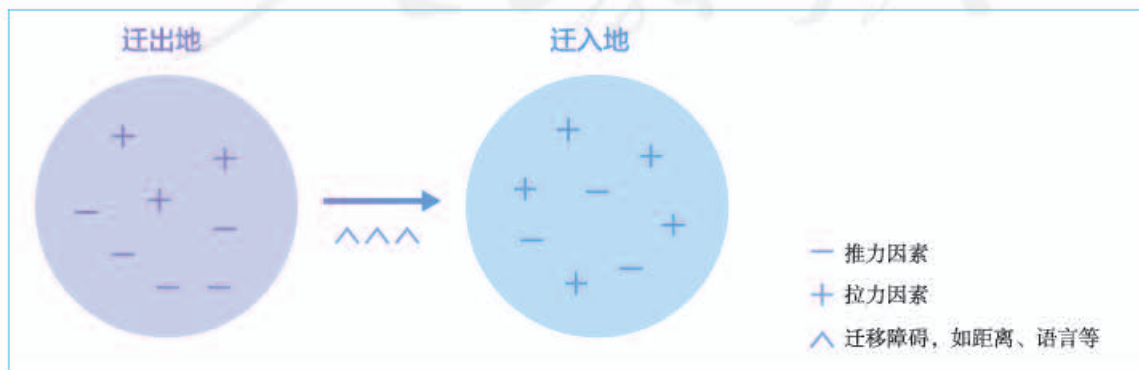 迁出地
迁入地
推力因素
拉力因素
迁移障碍，如距离、语言等